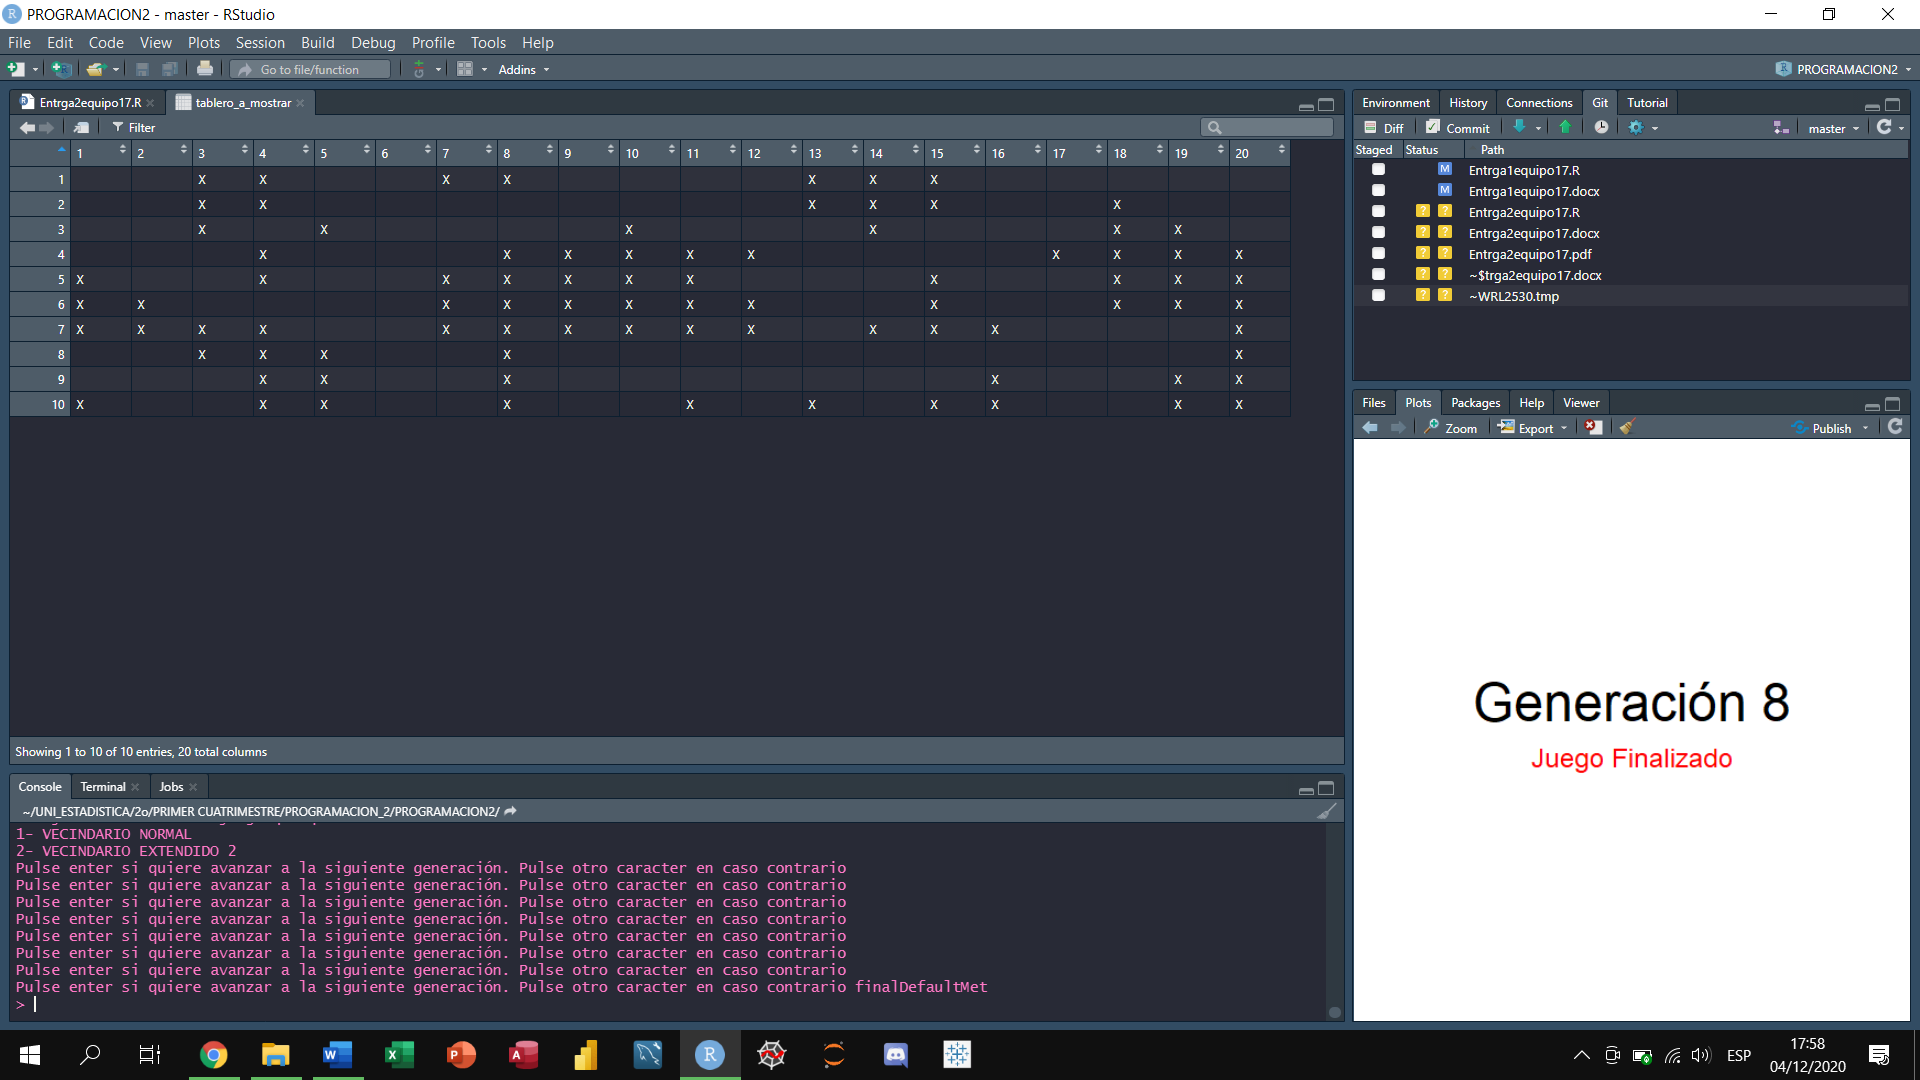 PROGRAMACION2 - master - RStudio
File Edit Code View Plots Session Build Debug Profile Tools Help
Go to file/function Addins PROGRAMACION2
Entrga2equipo17.R tablero_a_mostrar
Filter
1 2 3 4 5 6 7 8 9 10 11 12 13 14 15 16 17 18 19 20
1 X X X X X X X
2 X X X X X X
3 X X X X X X
4 X X X X X X X X X X
5 X X X X X X X X X X X
6 X X X X X X X X X X X X
7 X X X X X X X X X X X X X X
8 X X X X X
9 X X X X X X
10 X X X X X X X X X X
Showing 1 to 10 of 10 entries, 20 total columns
Console Terminal Jobs
~/UNI_ESTADISTICA/2o/PRIMER CUATRIMESTRE/PROGRAMACION_2/PROGRAMACION2/
1- VECINDARIO NORMAL
2- VECINDARIO EXTENDIDO 2
Pulse enter si quiere avanzar a la siguiente generación. Pulse otro caracter en caso contrario
Pulse enter si quiere avanzar a la siguiente generación. Pulse otro caracter en caso contrario
Pulse enter si quiere avanzar a la siguiente generación. Pulse otro caracter en caso contrario
Pulse enter si quiere avanzar a la siguiente generación. Pulse otro caracter en caso contrario
Pulse enter si quiere avanzar a la siguiente generación. Pulse otro caracter en caso contrario
Pulse enter si quiere avanzar a la siguiente generación. Pulse otro caracter en caso contrario
Pulse enter si quiere avanzar a la siguiente generación. Pulse otro caracter en caso contrario
Pulse enter si quiere avanzar a la siguiente generación. Pulse otro caracter en caso contrario finalDefaultMet
>
Environment History Connections Git Tutorial
Diff Commit master
Staged Status Path
M Entrga1equipo17.R
M Entrga1equipo17.docx
? ? Entrga2equipo17.R
? ? Entrga2equipo17.docx
? ? Entrga2equipo17.pdf
? ? ~$trga2equipo17.docx
? ? ~WRL2530.tmp
Files Plots Packages Help Viewer
Zoom Export Publish
Generación 8
Juego Finalizado
ESP
17:58
04/12/2020